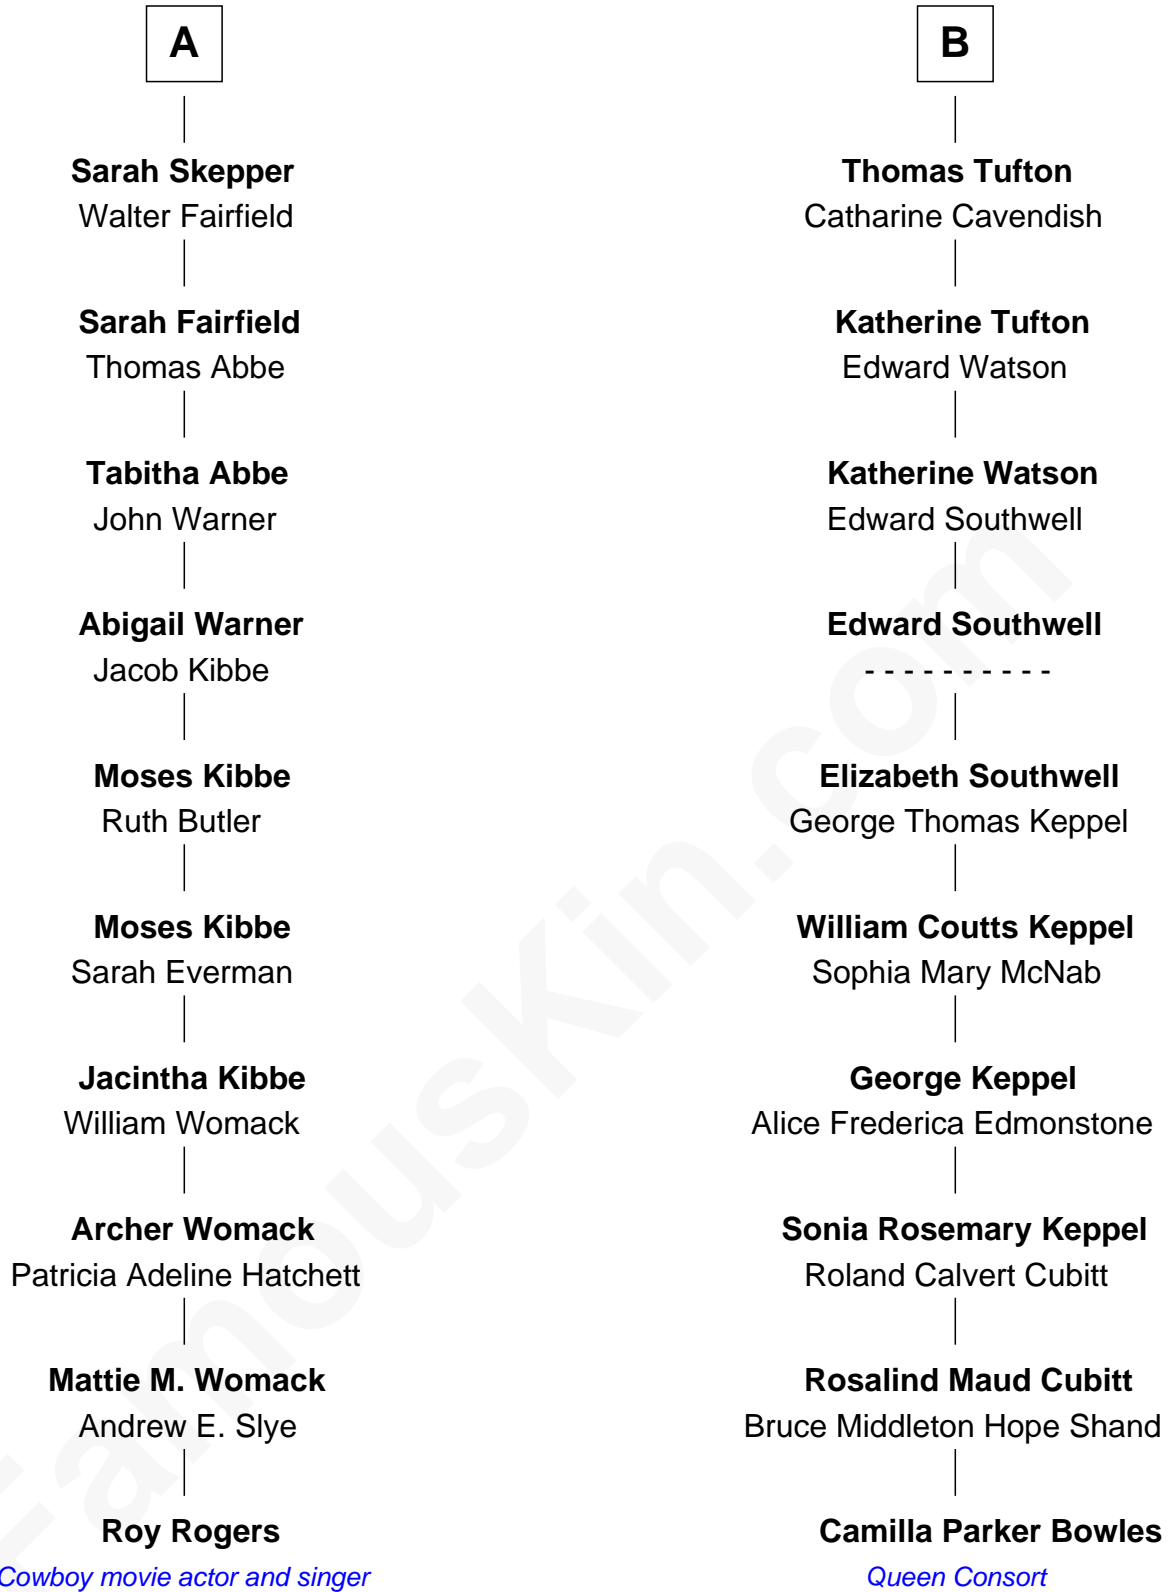 A
Sarah Skepper
Walter Fairfield
Sarah Fairfield
Thomas Abbe
Tabitha Abbe
John Warner
Abigail Warner
Jacob Kibbe
Moses Kibbe
Ruth Butler
Moses Kibbe
Sarah Everman
Jacintha Kibbe
William Womack
Archer Womack
Patricia Adeline Hatchett
Mattie M. Womack
Andrew E. Slye
Roy Rogers
Cowboy movie actor and singer
B
Thomas Tufton
Catharine Cavendish
Katherine Tufton
Edward Watson
Katherine Watson
Edward Southwell
Edward Southwell
- - - - - - - - - -
Elizabeth Southwell
George Thomas Keppel
William Coutts Keppel
Sophia Mary McNab
George Keppel
Alice Frederica Edmonstone
Sonia Rosemary Keppel
Roland Calvert Cubitt
Rosalind Maud Cubitt
Bruce Middleton Hope Shand
Camilla Parker Bowles
Queen Consort
FamousKin.com